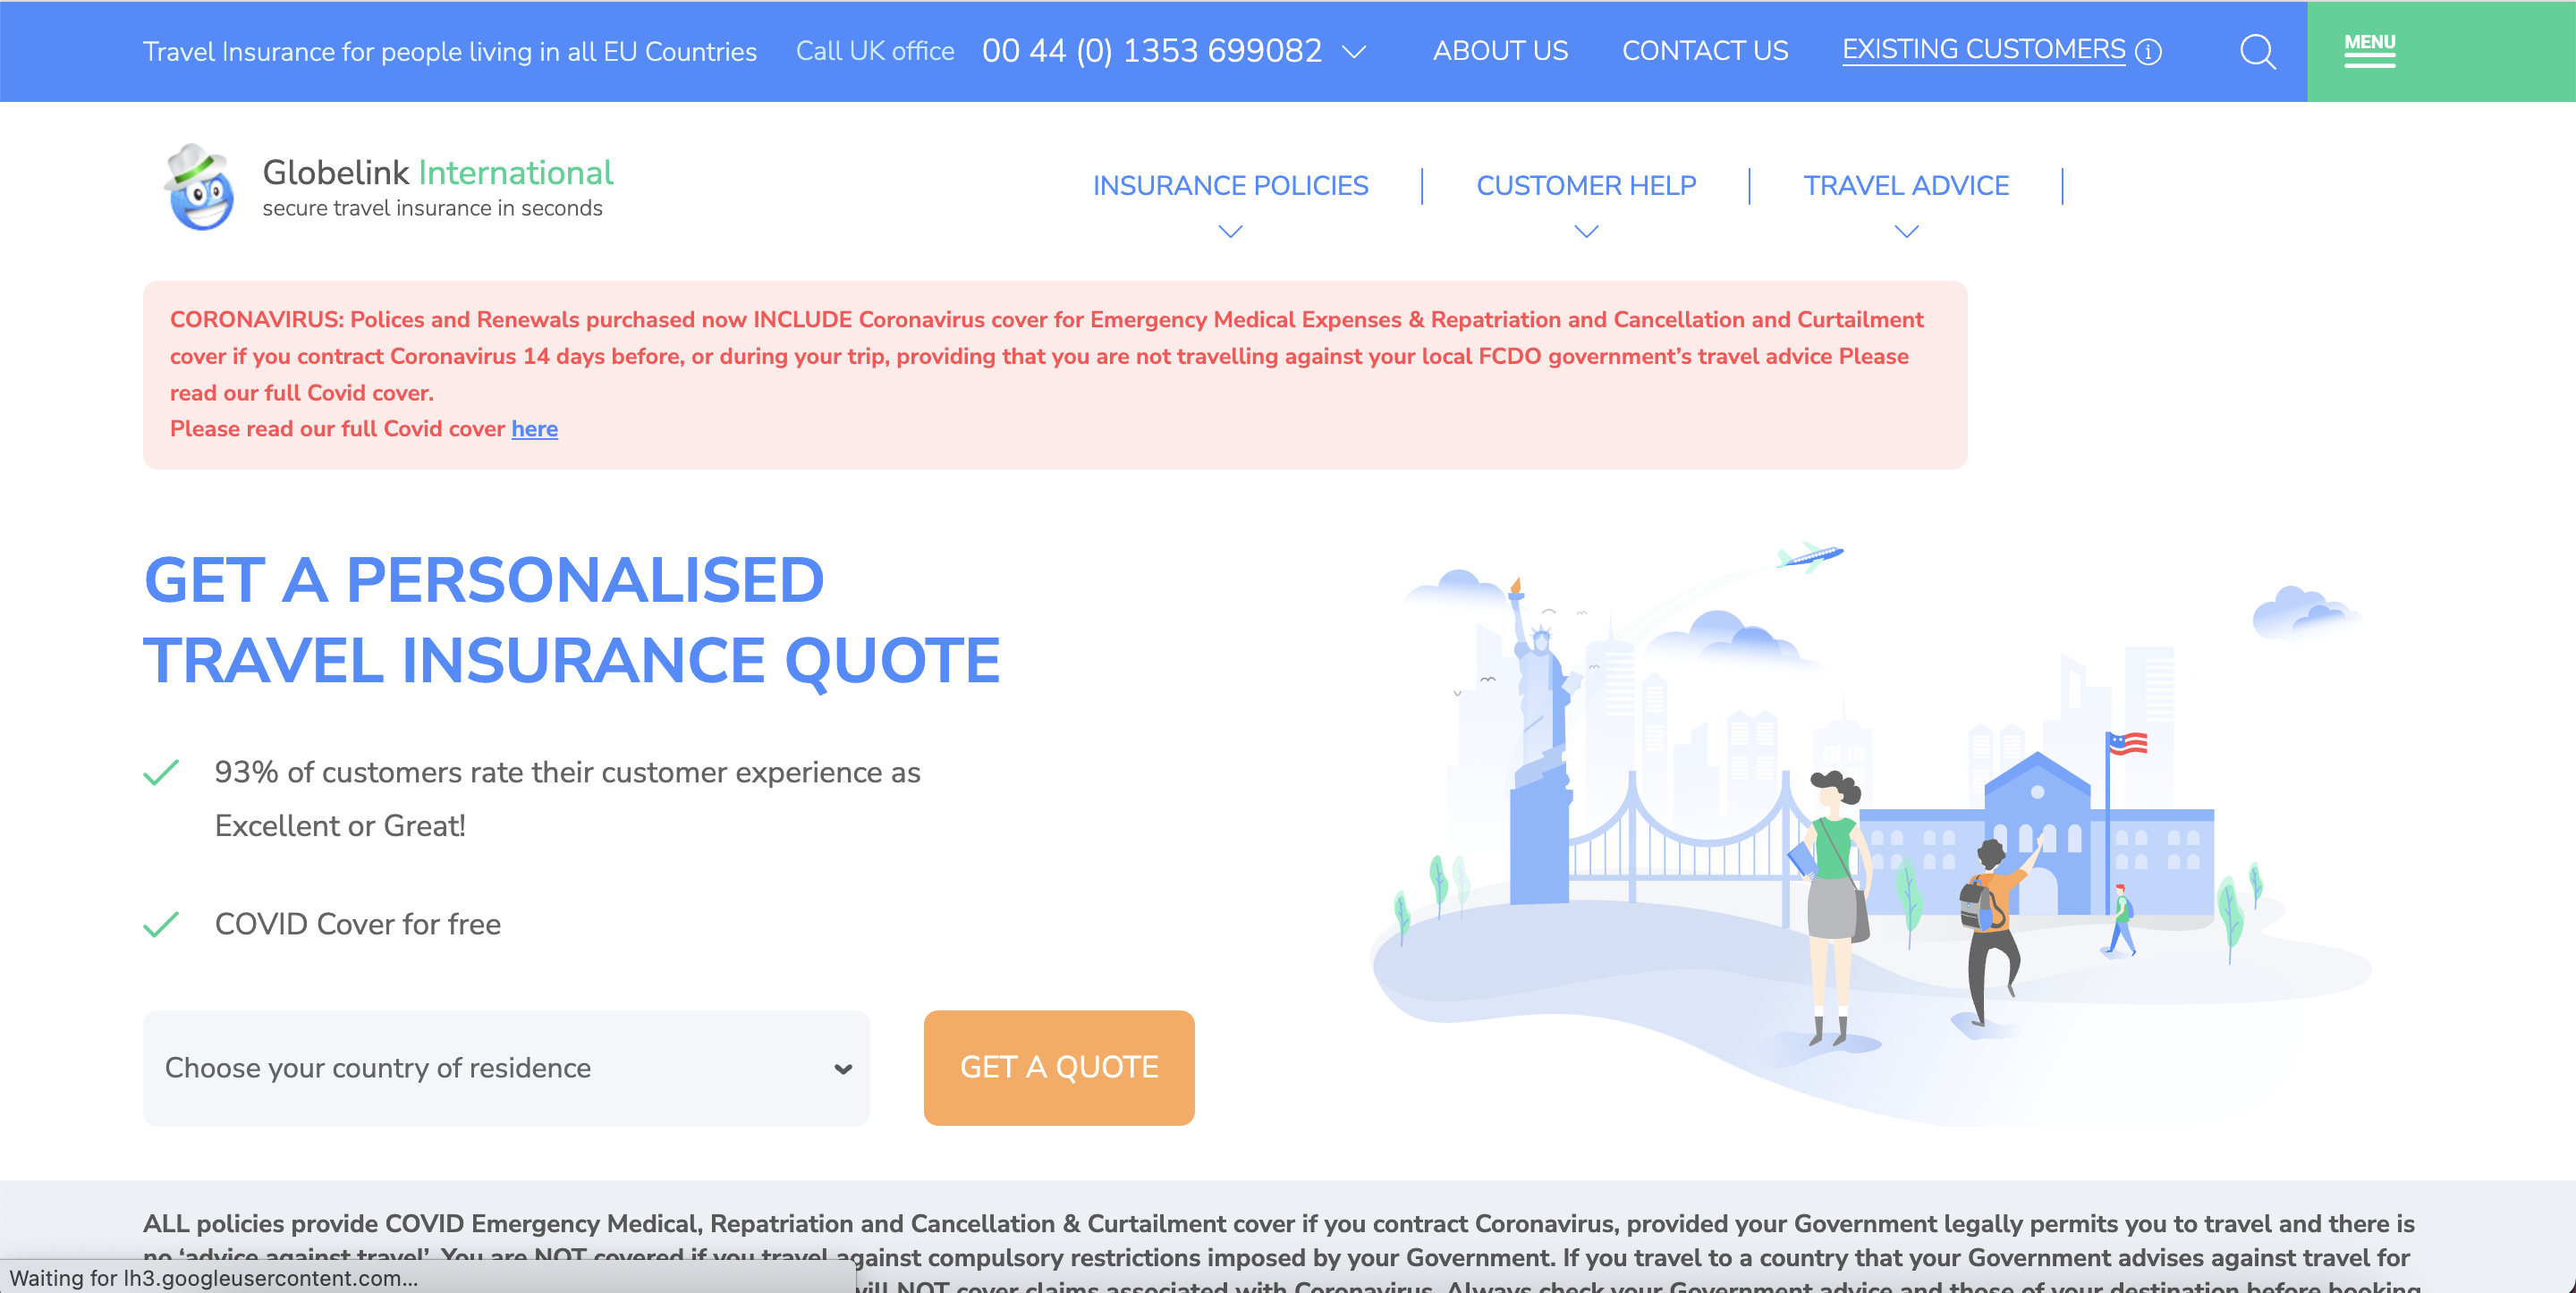 Travel Insurance for people living in all EU Countries Call UK office 00 44 (0) 1353 699082 ABOUT US CONTACT US EXISTING CUSTOMERS MENU
Globelink International
secure travel insurance in seconds
INSURANCE POLICIES CUSTOMER HELP TRAVEL ADVICE
CORONAVIRUS: Polices and Renewals purchased now INCLUDE Coronavirus cover for Emergency Medical Expenses & Repatriation and Cancellation and Curtailment
cover if you contract Coronavirus 14 days before, or during your trip, providing that you are not travelling against your local FCDO government's travel advice Please
read our full Covid cover.
Please read our full Covid cover here
GET A PERSONALISED
TRAVEL INSURANCE QUOTE
93% of customers rate their customer experience as
Excellent or Great!
COVID Cover for free
Choose your country of residence
GET A QUOTE
ALL policies provide COVID Emergency Medical, Repatriation and Cancellation & Curtailment cover if you contract Coronavirus, provided your Government legally permits you to travel and there is
no 'advice against travel'. You are NOT covered if you travel against compulsory restrictions imposed by your Government. If you travel to a country that your Government advises against travel for
will NOT cover claims associated with Coronavirus. Always check your Government advice and those of your destination before booking
Waiting for lh3.googleusercontent.com...